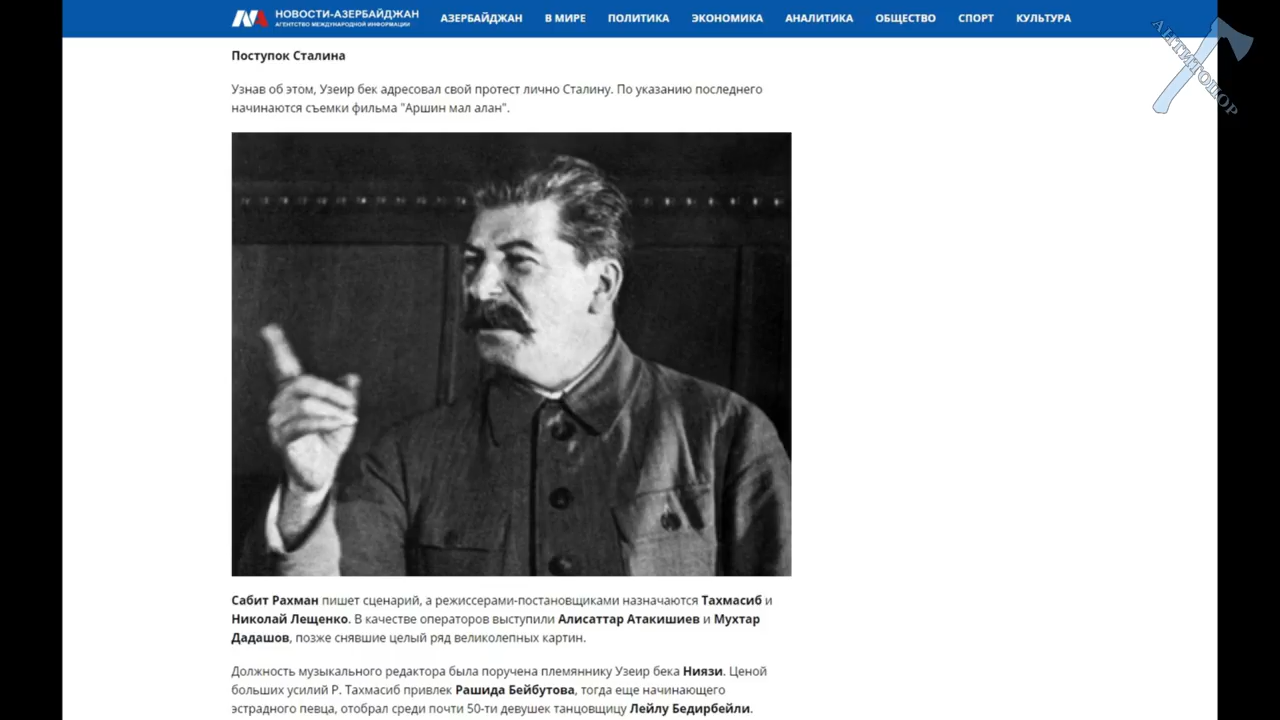 НОВОСТИ-АЗЕРБАЙДЖАН
АГЕНТСТВО МЕЖДУНАРОДНОЙ ИНФОРМАЦИИ
АЗЕРБАЙДЖАН В МИРЕ ПОЛИТИКА ЭКОНОМИКА АНАЛИТИКА ОБЩЕСТВО СПОРТ КУЛЬТУРА
АНТИТОПОР
Поступок Сталина
Узнав об этом, Узеир бек адресовал свой протест лично Сталину. По указанию последнего
начинаются съемки фильма "Аршин мал алан".
Сабит Рахман пишет сценарий, а режиссерами-постановщиками назначаются Тахмасиб и
Николай Лещенко. В качестве операторов выступили Алисаттар Атакишиев и Мухтар
Дадашов, позже снявшие целый ряд великолепных картин.
Должность музыкального редактора была поручена племяннику Узеир бека Ниязи. Ценой
больших усилий Р. Тахмасиб привлек Рашида Бейбутова, тогда еще начинающего
эстрадного певца, отобрал среди почти 50-ти девушек танцовщицу Лейлу Бедирбейли.